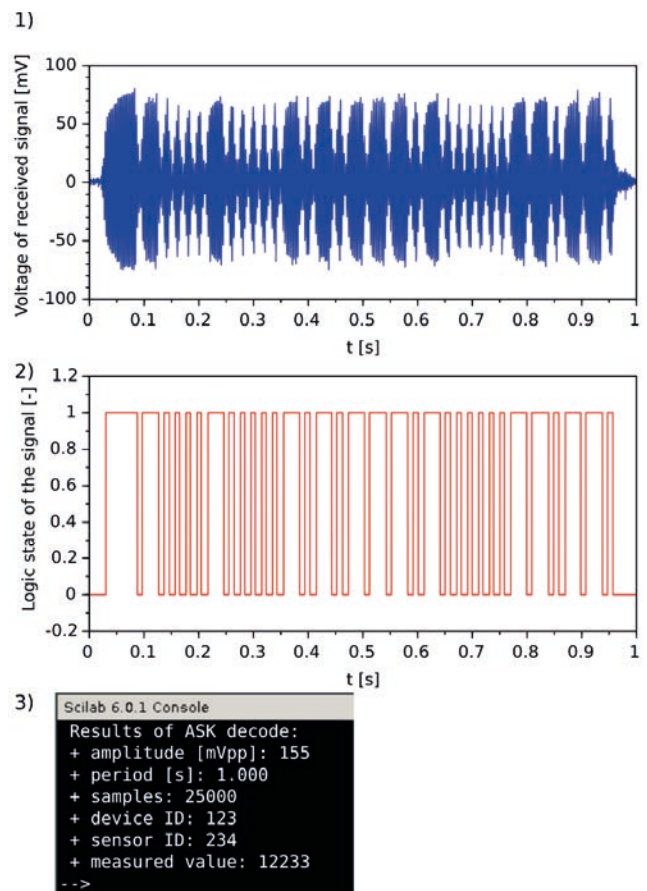 1)
Voltage of received signal [mV]
100
50
0
-50
-100
0 0.1 0.2 0.3 0.4 0.5 0.6 0.7 0.8 0.9 1
t [s]
2)
Logic state of the signal [-]
1.2
1
0.8
0.6
0.4
0.2
0
-0.2
0 0.1 0.2 0.3 0.4 0.5 0.6 0.7 0.8 0.9 1
t [s]
3)
Scilab 6.0.1 Console
Results of ASK decode:
+ amplitude [mVpp]: 155
+ period [s]: 1.000
+ samples: 25000
+ device ID: 123
+ sensor ID: 234
+ measured value: 12233
-->